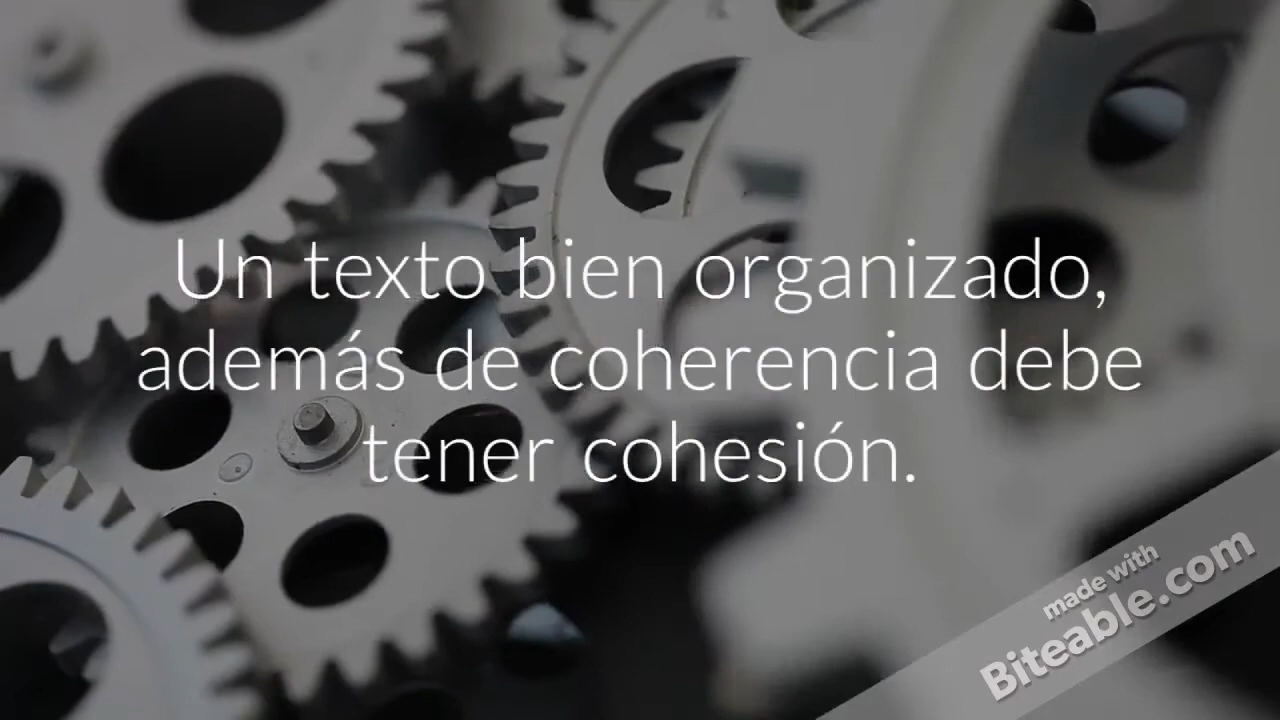 Un texto bien organizado,
además de coherencia debe
tener cohesión.
made with
Biteable.com